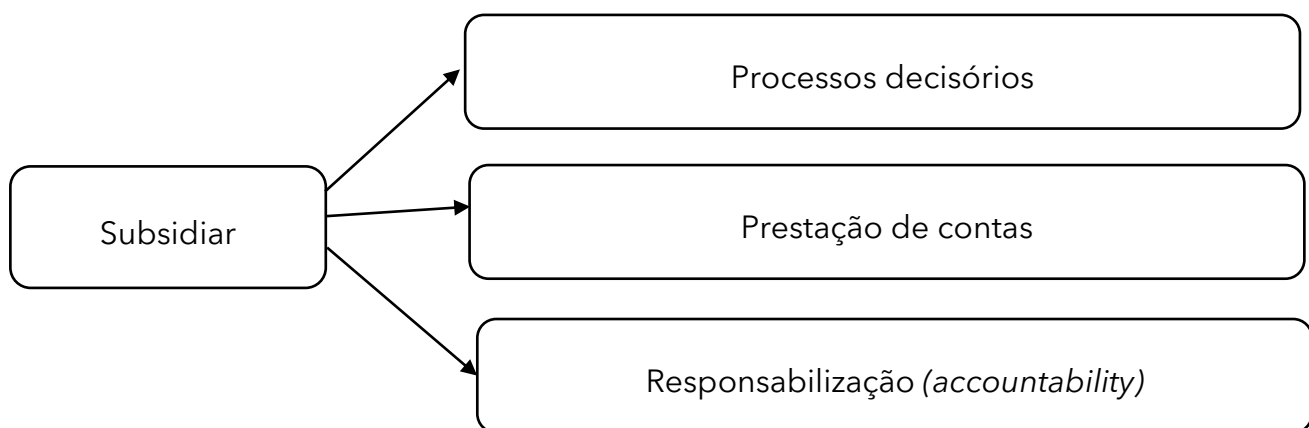 Processos decisórios
Subsidiar
Prestação de contas
Responsabilização (accountability)